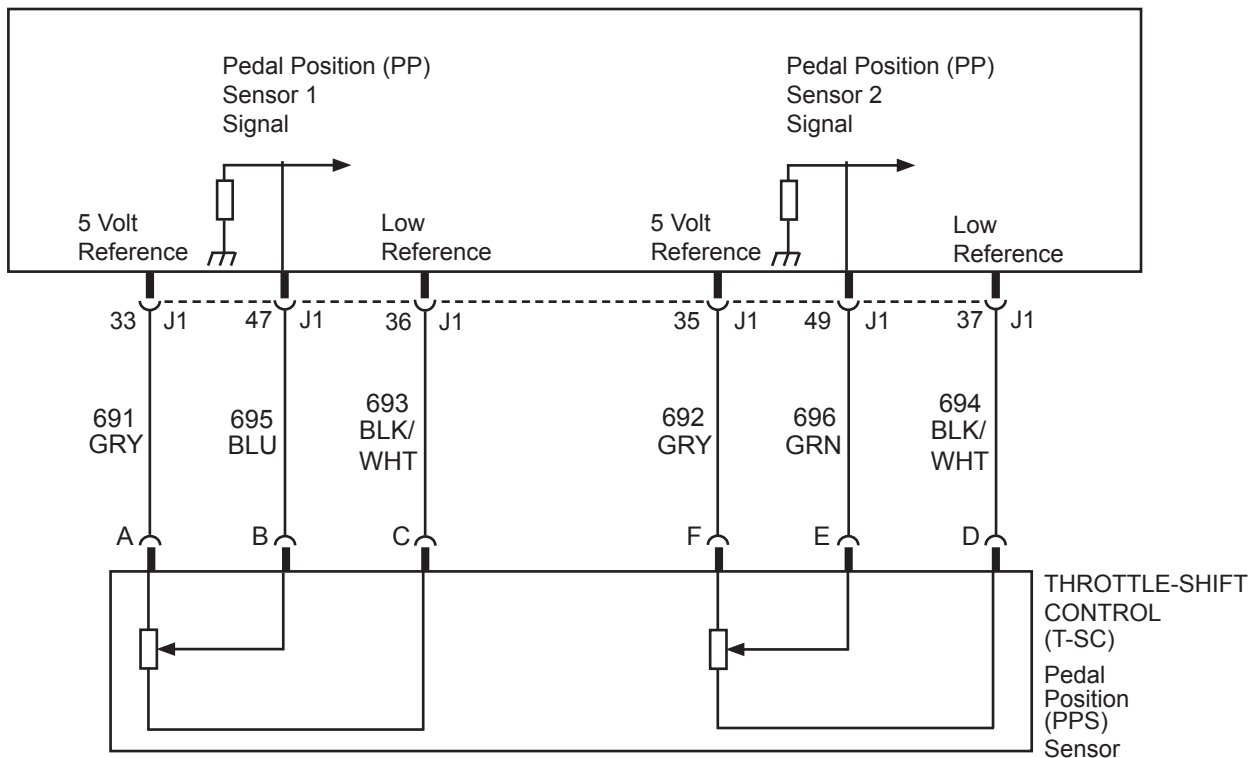 Pedal Position (PP)
Sensor 1
Signal
Pedal Position (PP)
Sensor 2
Signal
5 Volt
Reference
Low
Reference
5 Volt
Reference
Low
Reference
33 J1
47 J1
36 J1
35 J1
49 J1
37 J1
691
GRY
695
BLU
693
BLK/
WHT
692
GRY
696
GRN
694
BLK/
WHT
A
B
C
F
E
D
THROTTLE-SHIFT
CONTROL
(T-SC)
Pedal
Position
(PPS)
Sensor